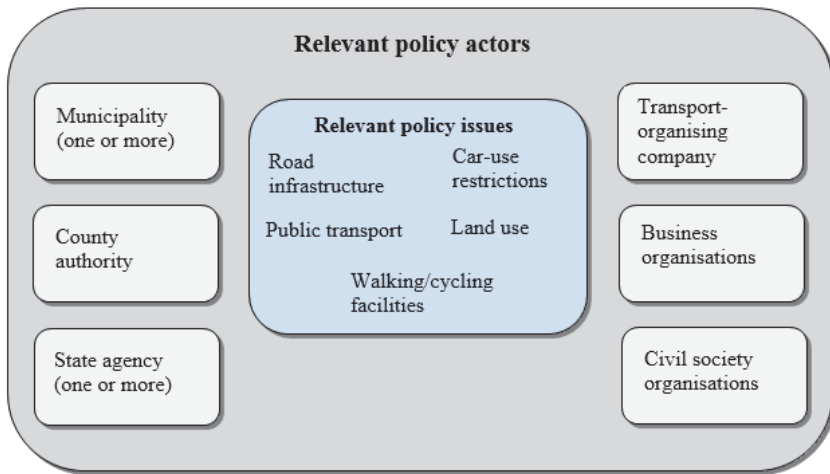 Relevant policy actors
Municipality
(one or more)
County
authority
State agency
(one or more)
Relevant policy issues
Road
infrastructure
Car-use
restrictions
Public transport
Land use
Walking/cycling
facilities
Transport-
organising
company
Business
organisations
Civil society
organisations